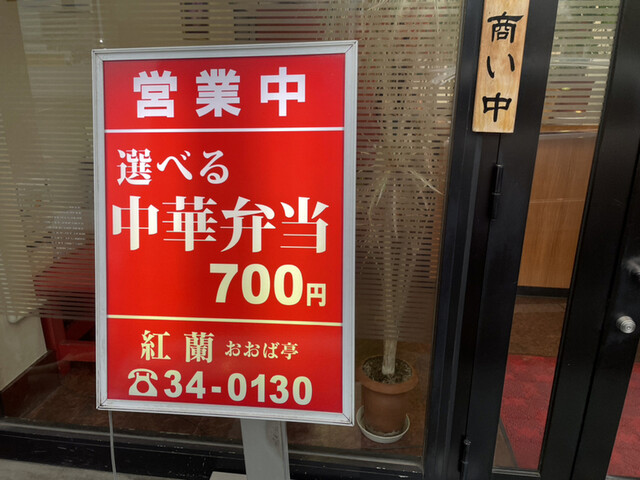 営業中
選べる
中華弁当
700円
紅蘭 おおば亭
☎34-0130
商い中